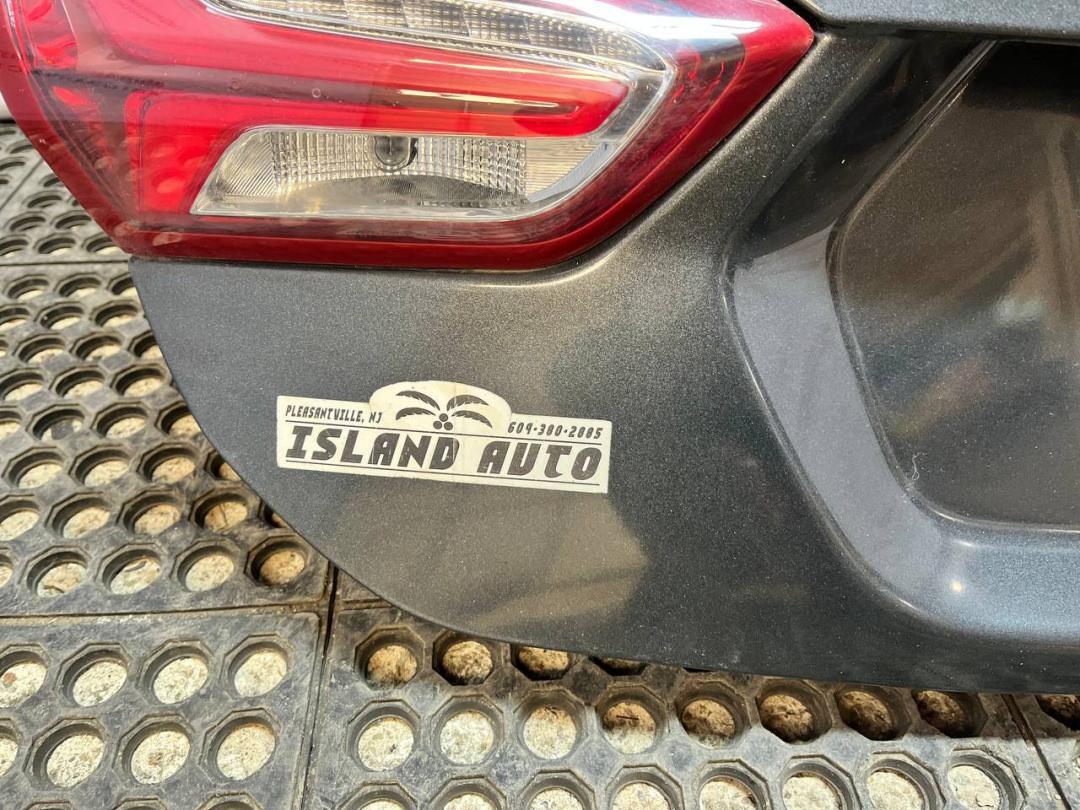 PLEASANTVILLE, NJ
609-380-2885
ISLAND AUTO